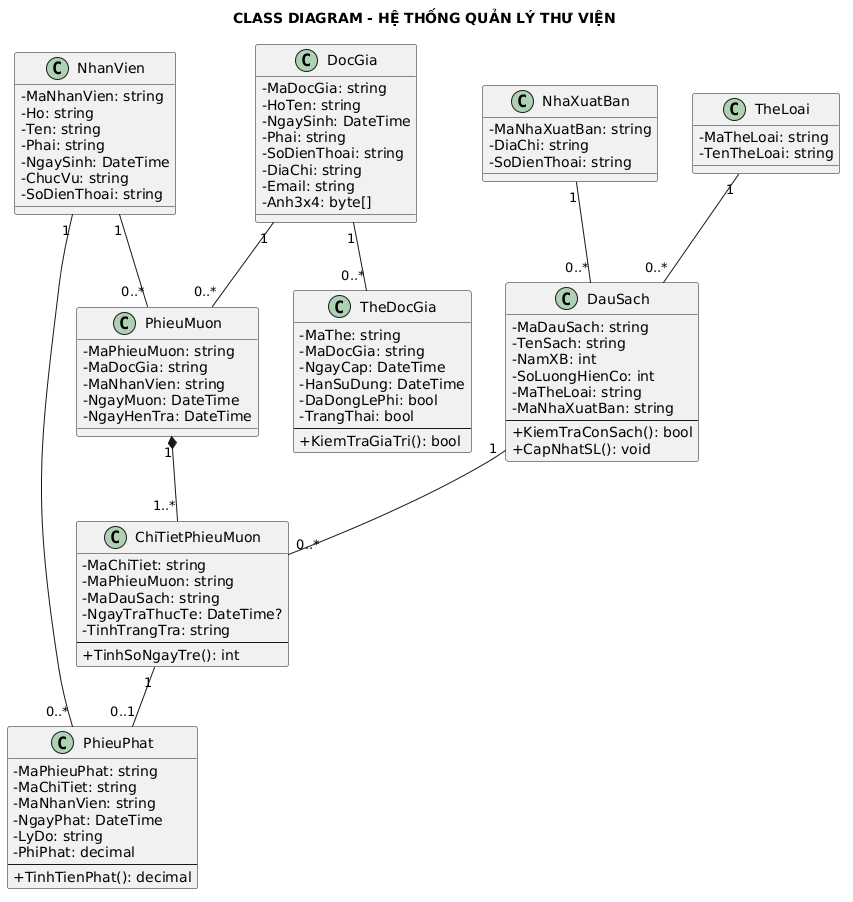 CLASS DIAGRAM - HỆ THỐNG QUẢN LÝ THƯ VIỆN
C NhanVien
-MaNhanVien: string
-Ho: string
-Ten: string
-Phai: string
-NgaySinh: DateTime
-ChucVu: string
-SoDienThoai: string
C DocGia
-MaDocGia: string
-HoTen: string
-NgaySinh: DateTime
-Phai: string
-SoDienThoai: string
-DiaChi: string
-Email: string
-Anh3x4: byte[]
C NhaXuatBan
-MaNhaXuatBan: string
-DiaChi: string
-SoDienThoai: string
C TheLoai
-MaTheLoai: string
-TenTheLoai: string
1
1
1
1
1
1
0..*
0..*
0..*
0..*
0..*
C PhieuMuon
-MaPhieuMuon: string
-MaDocGia: string
-MaNhanVien: string
-NgayMuon: DateTime
-NgayHenTra: DateTime
C TheDocGia
-MaThe: string
-MaDocGia: string
-NgayCap: DateTime
-HanSuDung: DateTime
-DaDongLePhi: bool
-TrangThai: bool
+KiemTraGiaTri(): bool
C DauSach
-MaDauSach: string
-TenSach: string
-NamXB: int
-SoLuongHienCo: int
-MaTheLoai: string
-MaNhaXuatBan: string
+KiemTraConSach(): bool
+CapNhatSL(): void
1
1
1..*
0..*
C ChiTietPhieuMuon
-MaChiTiet: string
-MaPhieuMuon: string
-MaDauSach: string
-NgayTraThucTe: DateTime?
-TinhTrangTra: string
+TinhSoNgayTre(): int
1
0..*
0..1
C PhieuPhat
-MaPhieuPhat: string
-MaChiTiet: string
-MaNhanVien: string
-NgayPhat: DateTime
-LyDo: string
-PhiPhat: decimal
+TinhTienPhat(): decimal